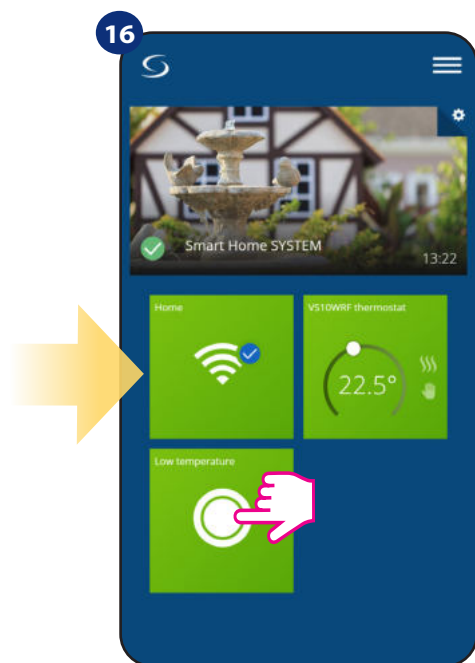 16
Smart Home SYSTEM
13:22
Home
VS10WRF thermostat
22.5°
Low temperature